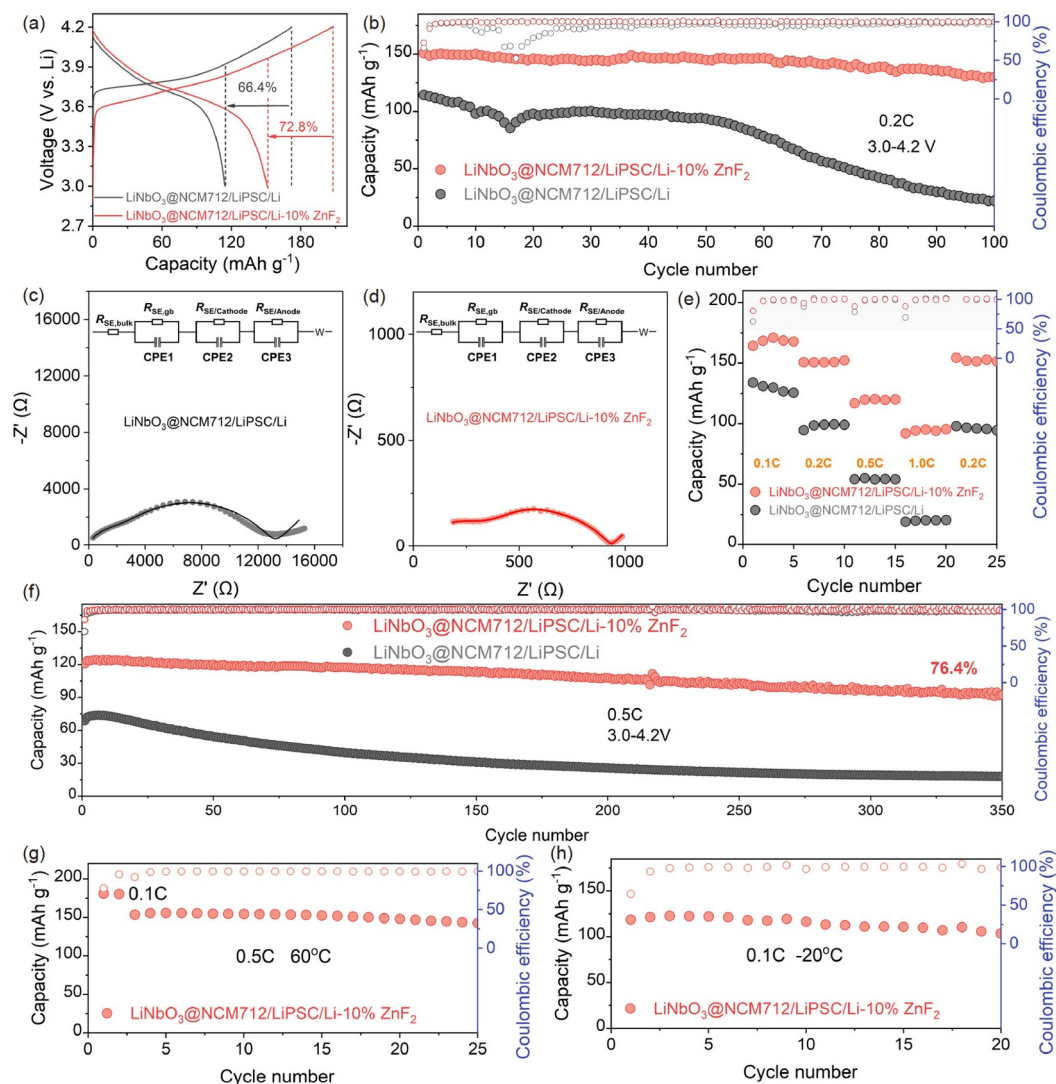 (a)
Voltage (V vs. Li)
4.2
3.9
3.6
3.3
3.0
2.7
66.4%
72.8%
LiNbO₃@NCM712/LiPSC/Li
LiNbO₃@NCM712/LiPSC/Li-10% ZnF₂
0 60 120 180
Capacity (mAh g⁻¹)
(b)
Capacity (mAh g⁻¹)
150
100
50
0
0.2C
3.0-4.2 V
LiNbO₃@NCM712/LiPSC/Li-10% ZnF₂
LiNbO₃@NCM712/LiPSC/Li
0 10 20 30 40 50 60 70 80 90 100
Cycle number
100
50
0
Coulombic efficiency (%)
(c)
-Z' (Ω)
16000
12000
8000
4000
0
R SE,bulk
R SE,gb
R SE/Cathode
R SE/Anode
W
CPE1 CPE2 CPE3
LiNbO₃@NCM712/LiPSC/Li
0 4000 8000 12000 16000
Z' (Ω)
(d)
-Z' (Ω)
1000
500
0
R SE,bulk
R SE,gb
R SE/Cathode
R SE/Anode
W
CPE1 CPE2 CPE3
LiNbO₃@NCM712/LiPSC/Li-10% ZnF₂
0 500 1000
Z' (Ω)
(e)
Capacity (mAh g⁻¹)
200
150
100
50
0
0.1C 0.2C 0.5C 1.0C 0.2C
LiNbO₃@NCM712/LiPSC/Li-10% ZnF₂
LiNbO₃@NCM712/LiPSC/Li
0 5 10 15 20 25
Cycle number
100
50
0
Coulombic efficiency (%)
(f)
Capacity (mAh g⁻¹)
150
120
90
60
30
0
LiNbO₃@NCM712/LiPSC/Li-10% ZnF₂
LiNbO₃@NCM712/LiPSC/Li
76.4%
0.5C
3.0-4.2V
0 50 100 150 200 250 300 350
Cycle number
100
50
0
Coulombic efficiency (%)
(g)
Capacity (mAh g⁻¹)
200
150
100
50
0
0.1C
0.5C 60°C
LiNbO₃@NCM712/LiPSC/Li-10% ZnF₂
0 5 10 15 20 25
Cycle number
100
50
0
Coulombic efficiency (%)
(h)
Capacity (mAh g⁻¹)
150
100
50
0
0.1C -20°C
LiNbO₃@NCM712/LiPSC/Li-10% ZnF₂
0 5 10 15 20
Cycle number
100
50
0
Coulombic efficiency (%)